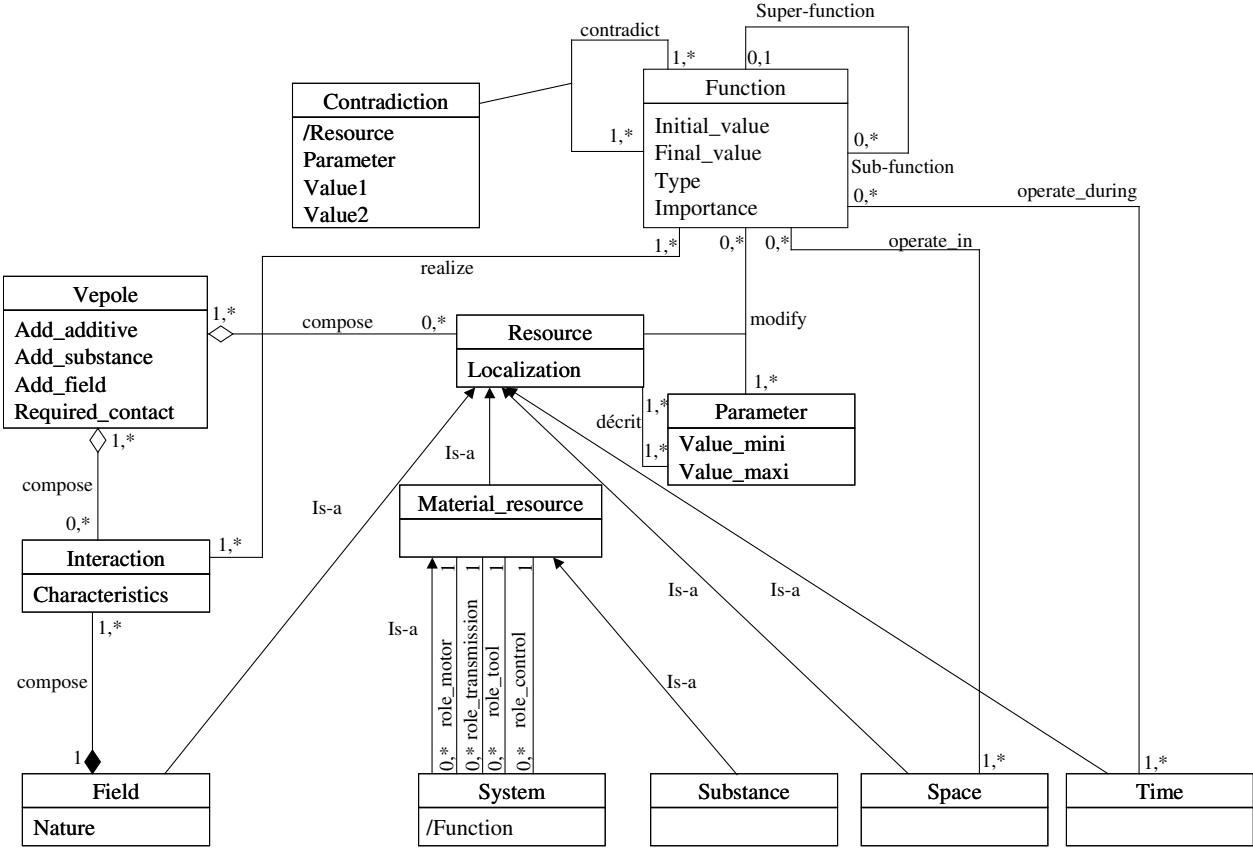 Super-function
contradict
1,*
0,1
Function
Contradiction
/Resource
Parameter
Value1
Value2
Initial_value
Final_value
Type
Importance
1,*
0,*
Sub-function
0,*
operate_during
1,*
0,*
0,*
operate_in
realize
Vepole
Add_additive
Add_substance
Add_field
Required_contact
1,*
compose
0,*
Resource
Localization
modify
1,*
1,*
décrit
1,*
Parameter
Value_mini
Value_maxi
1,*
compose
0,*
Is-a
Is-a
Material_resource
Interaction
Characteristics
1,*
1,*
compose
1
Is-a
1
1
1
1
role_motor
role_transmission
role_tool
role_control
0,*
0,*
0,*
0,*
Is-a
Is-a
Is-a
1,*
1,*
Field
Nature
System
/Function
Substance
Space
Time